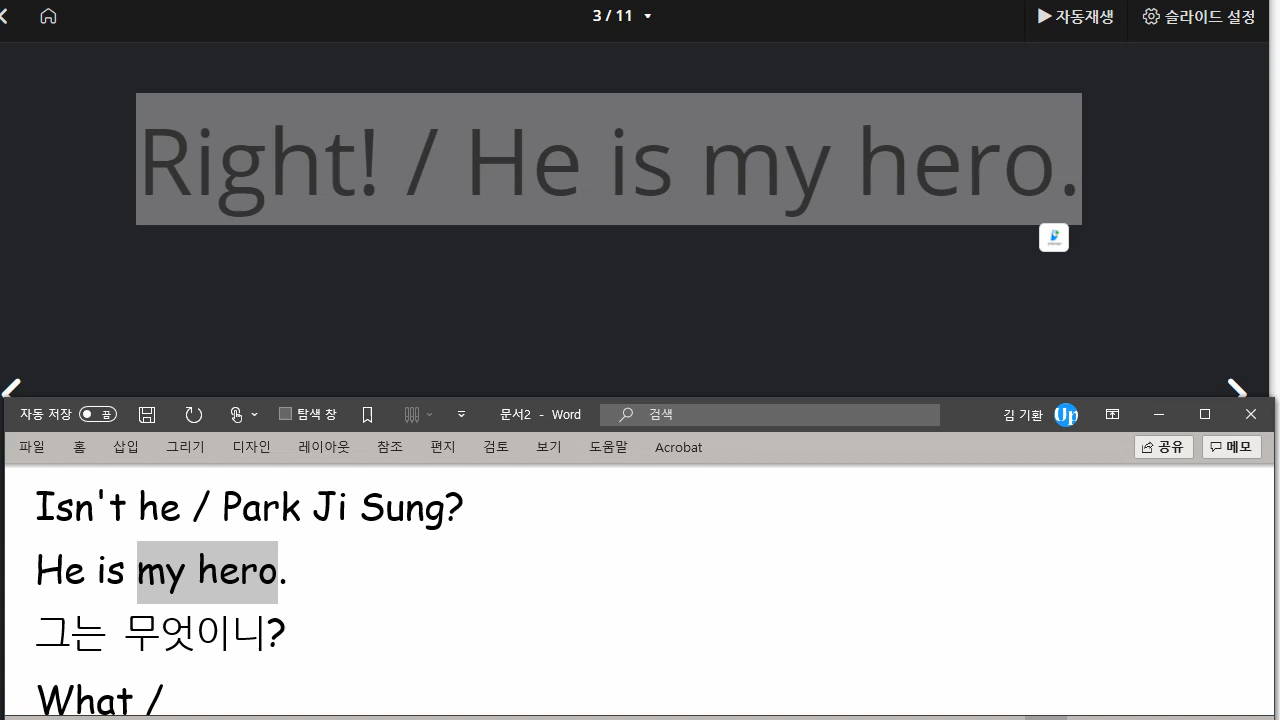 3 / 11
자동재생
슬라이드 설정
Right! / He is my hero.
자동 저장 끔
탐색 창
문서2 - Word
검색
김 기환
Up
파일 홈 삽입 그리기 디자인 레이아웃 참조 편지 검토 보기 도움말 Acrobat
공유
메모
Isn't he / Park Ji Sung?
He is my hero.
그는 무엇이니?
What /